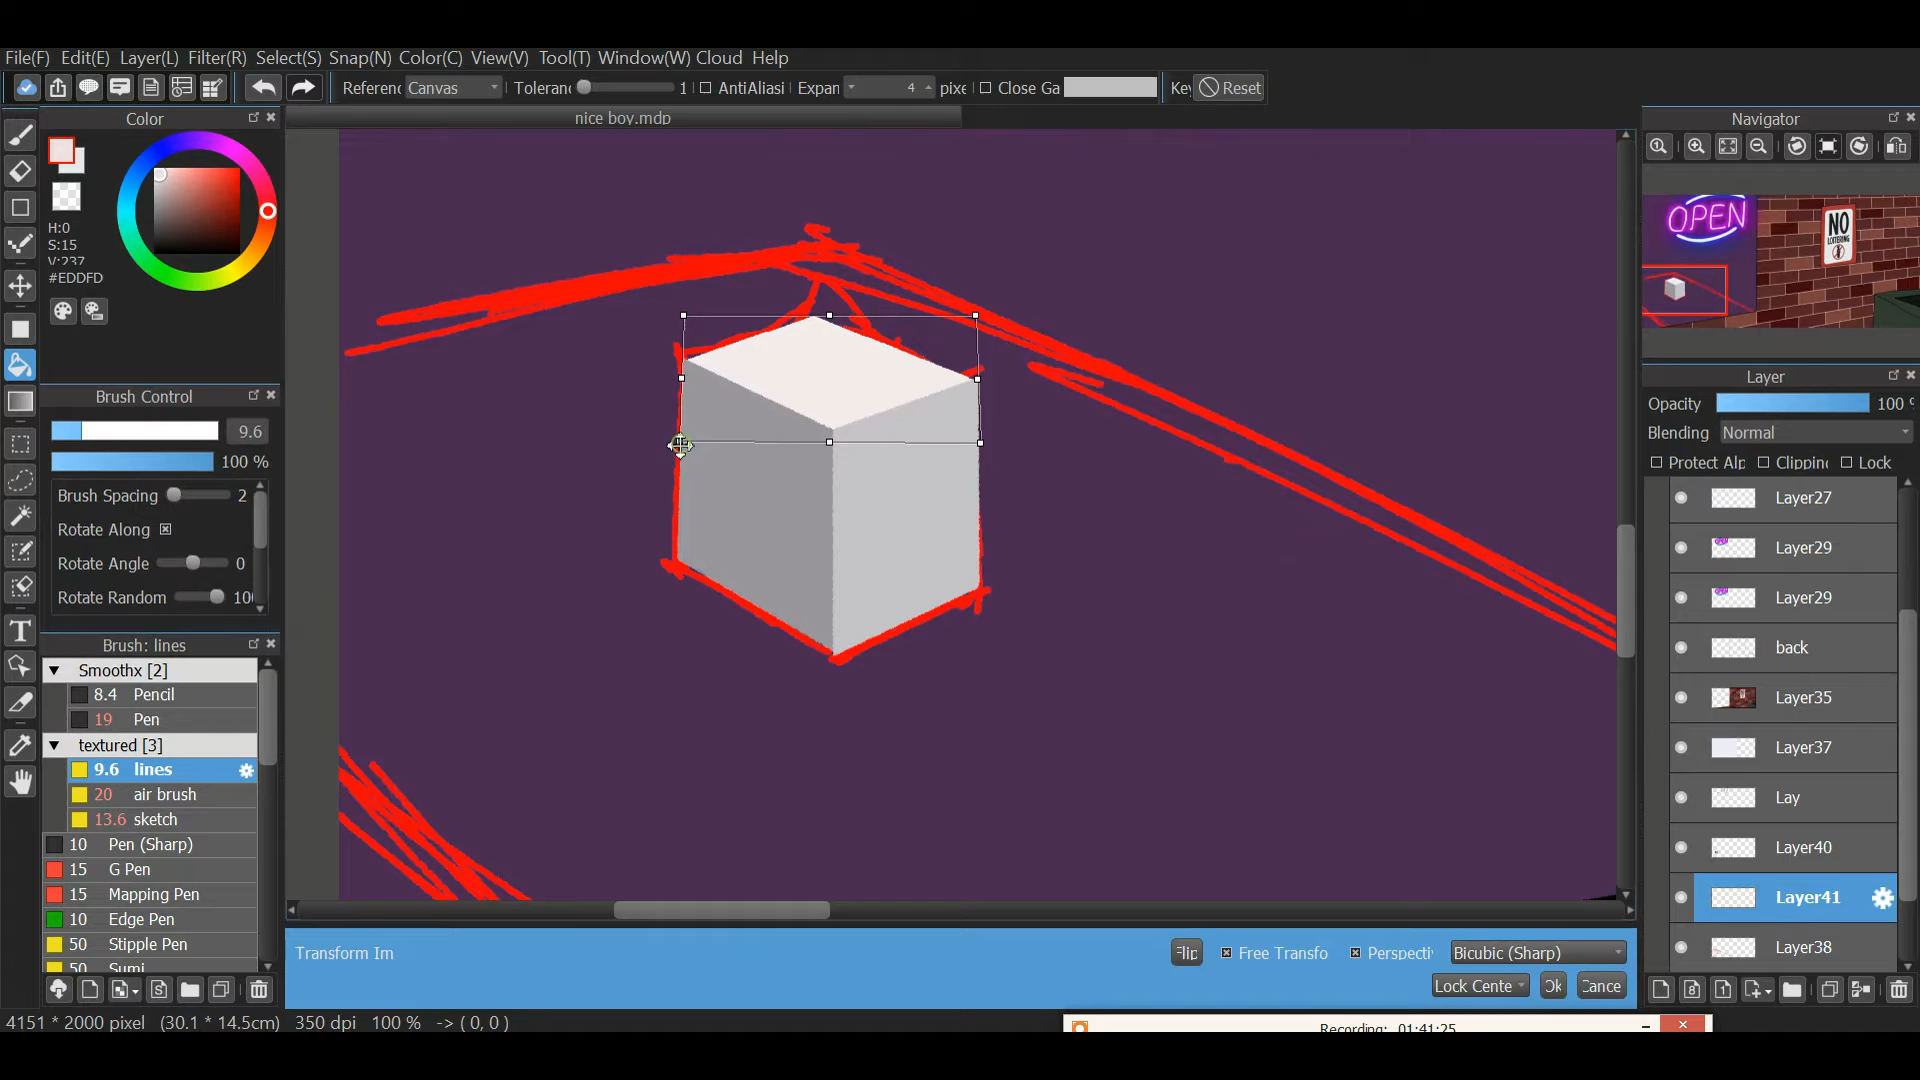 File(F) Edit(E) Layer(L) Filter(R) Select(S) Snap(N) Color(C) View(V) Tool(T) Window(W) Cloud Help
Referenc Canvas Toleranc 1 AntiAliasi Expan 4 pixe Close Ga Ke Reset
Color
nice boy.mdp
Navigator
H:0
S:15
V:237
#EDDFD
OPEN
NO
LOITERING
Brush Control
9.6
100 %
Brush Spacing 2
Rotate Along
Rotate Angle 0
Rotate Random 10
Brush: lines
Smoothx [2]
8.4 Pencil
19 Pen
textured [3]
9.6 lines
20 air brush
13.6 sketch
10 Pen (Sharp)
15 G Pen
15 Mapping Pen
10 Edge Pen
50 Stipple Pen
50 Sumi
Layer
Opacity 100 %
Blending Normal
Protect Alp Clippinc Lock
Layer27
Layer29
Layer29
back
Layer35
Layer37
Lay
Layer40
Layer41
Layer38
Transform Im
Flip Free Transfo Perspecti Bicubic (Sharp)
Lock Cente Ok Cance
4151 * 2000 pixel (30.1 * 14.5cm) 350 dpi 100 % -> ( 0, 0 )
Recording: 01:41:25